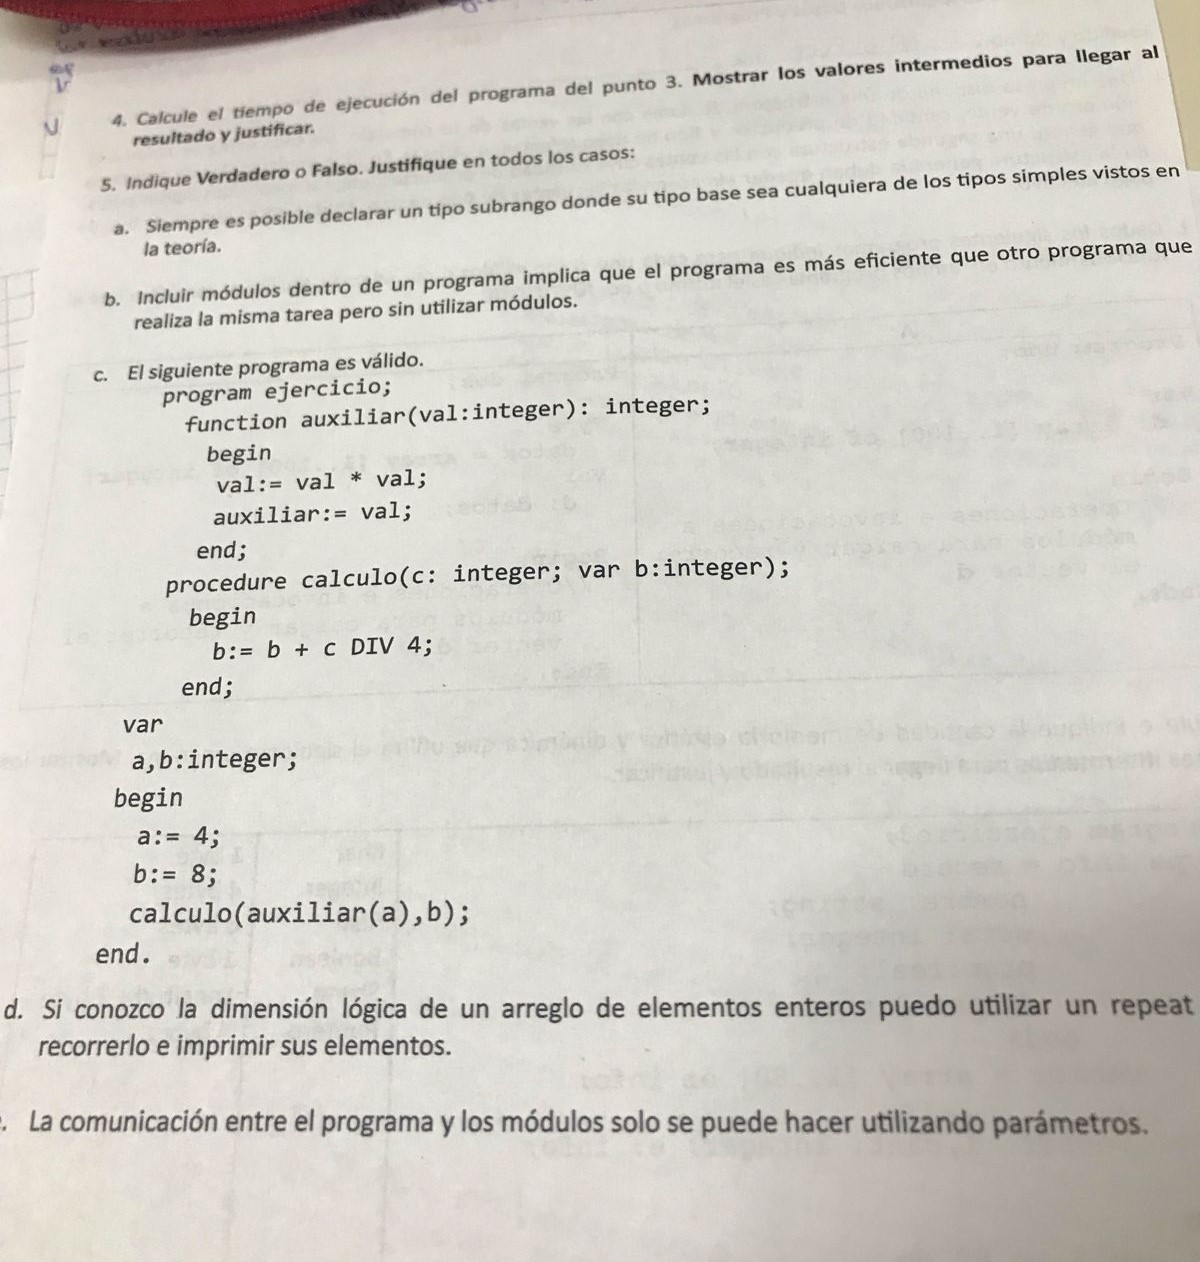 4. Calcule el tiempo de ejecución del programa del punto 3. Mostrar los valores intermedios para llegar al
resultado y justificar.
5. Indique Verdadero o Falso. Justifique en todos los casos:
a. Siempre es posible declarar un tipo subrango donde su tipo base sea cualquiera de los tipos simples vistos en
la teoría.
b. Incluir módulos dentro de un programa implica que el programa es más eficiente que otro programa que
realiza la misma tarea pero sin utilizar módulos.
c. El siguiente programa es válido.
program ejercicio;
function auxiliar(val:integer): integer;
begin
val:= val * val;
auxiliar:= val;
end;
procedure calculo(c: integer; var b:integer);
begin
b:= b + c DIV 4;
end;
var
a,b:integer;
begin
a:= 4;
b:= 8;
calculo(auxiliar(a),b);
end.
d. Si conozco la dimensión lógica de un arreglo de elementos enteros puedo utilizar un repeat
recorrerlo e imprimir sus elementos.
. La comunicación entre el programa y los módulos solo se puede hacer utilizando parámetros.